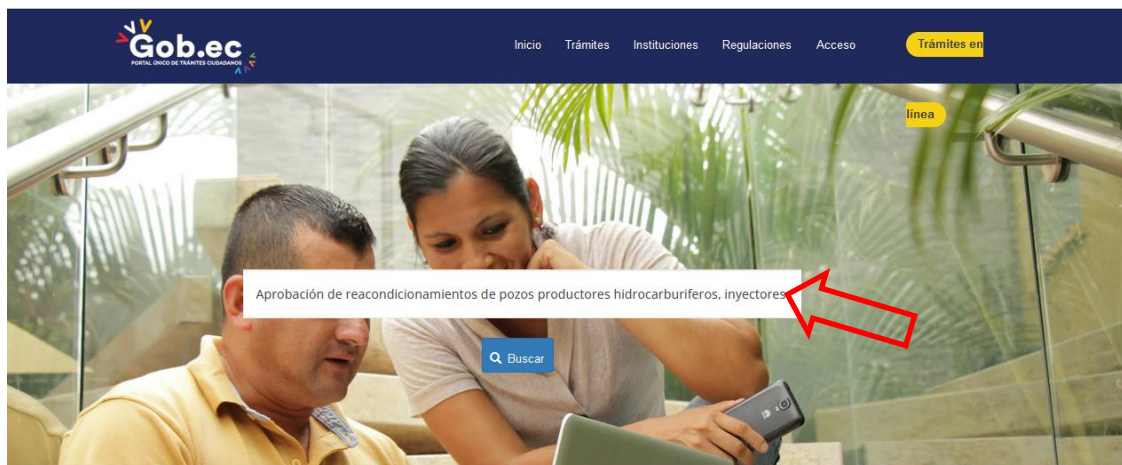 Gob.ec
PORTAL ÚNICO DE TRÁMITES CIUDADANOS
Inicio Trámites Instituciones Regulaciones Acceso Trámites en
línea
Aprobación de reacondicionamientos de pozos productores hidrocarburiferos, inyectores
Buscar